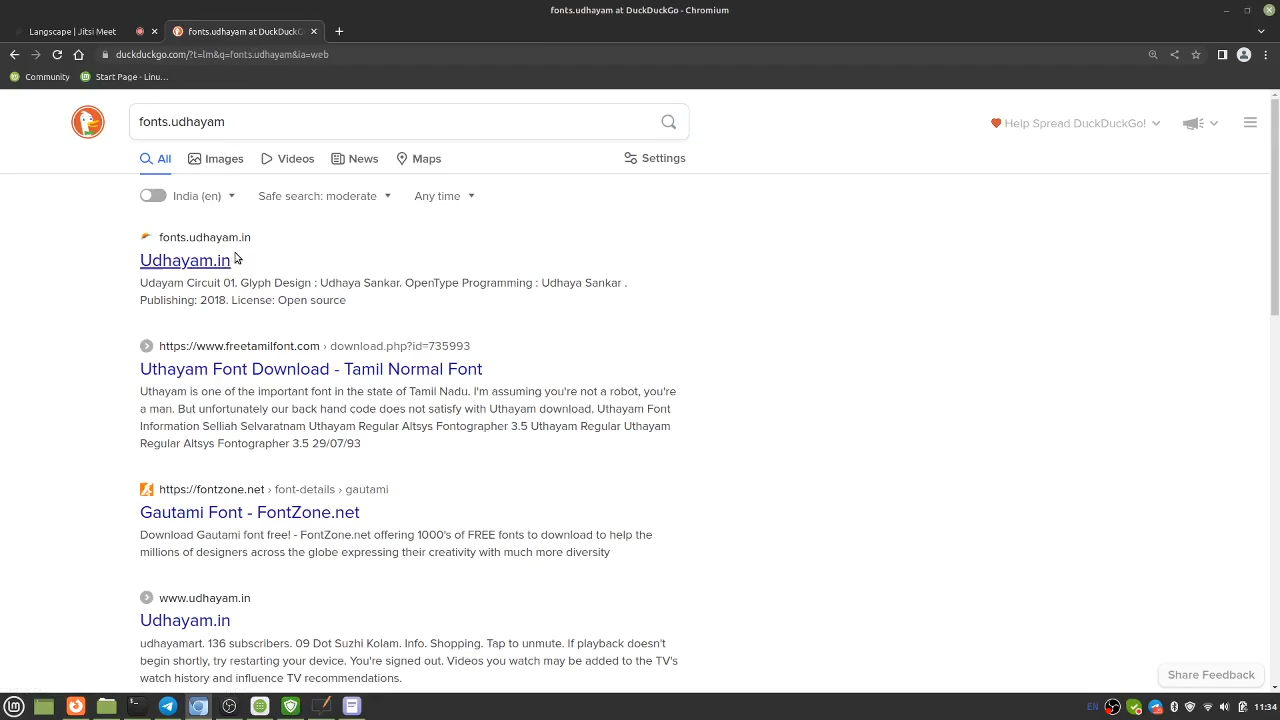 fonts.udhayam at DuckDuckGo - Chromium
Langscape | Jitsi Meet
fonts.udhayam at DuckDuckG
duckduckgo.com/?t=lm&q=fonts.udhayam&ia=web
Community
Start Page - Linu...
fonts.udhayam
Help Spread DuckDuckGo!
All
Images
Videos
News
Maps
Settings
India (en)
Safe search: moderate
Any time
fonts.udhayam.in
Udhayam.in
Udayam Circuit 01. Glyph Design : Udhaya Sankar. OpenType Programming : Udhaya Sankar .
Publishing: 2018. License: Open source
https://www.freetamilfont.com › download.php?id=735993
Uthayam Font Download - Tamil Normal Font
Uthayam is one of the important font in the state of Tamil Nadu. I'm assuming you're not a robot, you're
a man. But unfortunately our back hand code does not satisfy with Uthayam download. Uthayam Font
Information Selliah Selvaratnam Uthayam Regular Altsys Fontographer 3.5 Uthayam Regular Uthayam
Regular Altsys Fontographer 3.5 29/07/93
https://fontzone.net › font-details › gautami
Gautami Font - FontZone.net
Download Gautami font free! - FontZone.net offering 1000's of FREE fonts to download to help the
millions of designers across the globe expressing their creativity with much more diversity
www.udhayam.in
Udhayam.in
udhayamart. 136 subscribers. 09 Dot Suzhi Kolam. Info. Shopping. Tap to unmute. If playback doesn't
begin shortly, try restarting your device. You're signed out. Videos you watch may be added to the TV's
watch history and influence TV recommendations.
Share Feedback
EN
11:34